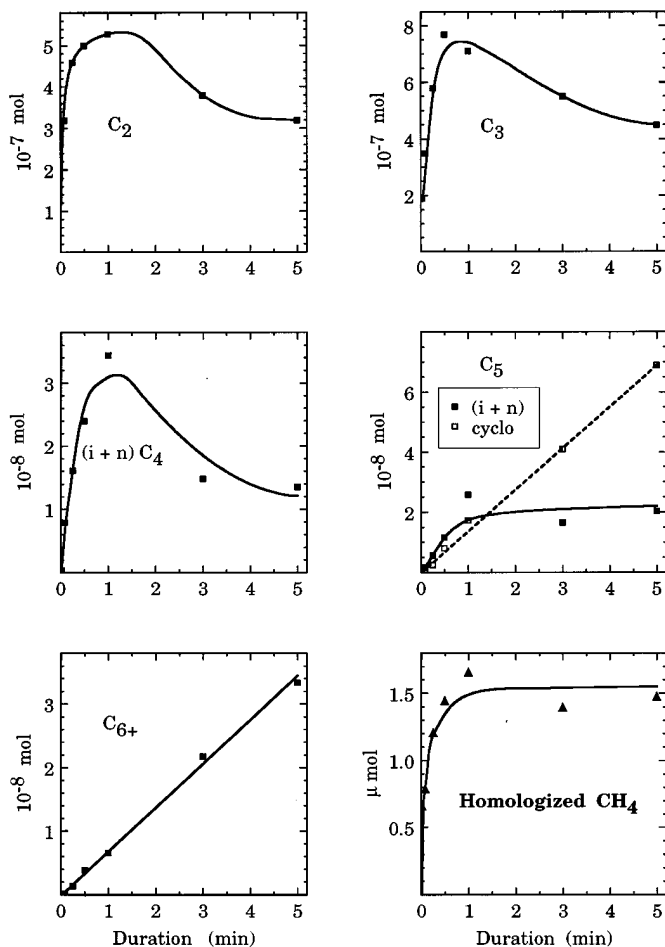 10⁻⁷ mol
5
4
3
2
1
C₂
0 1 2 3 4 5
10⁻⁷ mol
8
6
4
2
C₃
0 1 2 3 4 5
10⁻⁸ mol
3
2
1
(i + n) C₄
0 1 2 3 4 5
10⁻⁸ mol
8
6
4
2
C₅
(i + n)
cyclo
0 1 2 3 4 5
10⁻⁸ mol
3
2
1
C₆₊
0 1 2 3 4 5
Duration (min)
μ mol
1.5
1.0
0.5
Homologized CH₄
0 1 2 3 4 5
Duration (min)